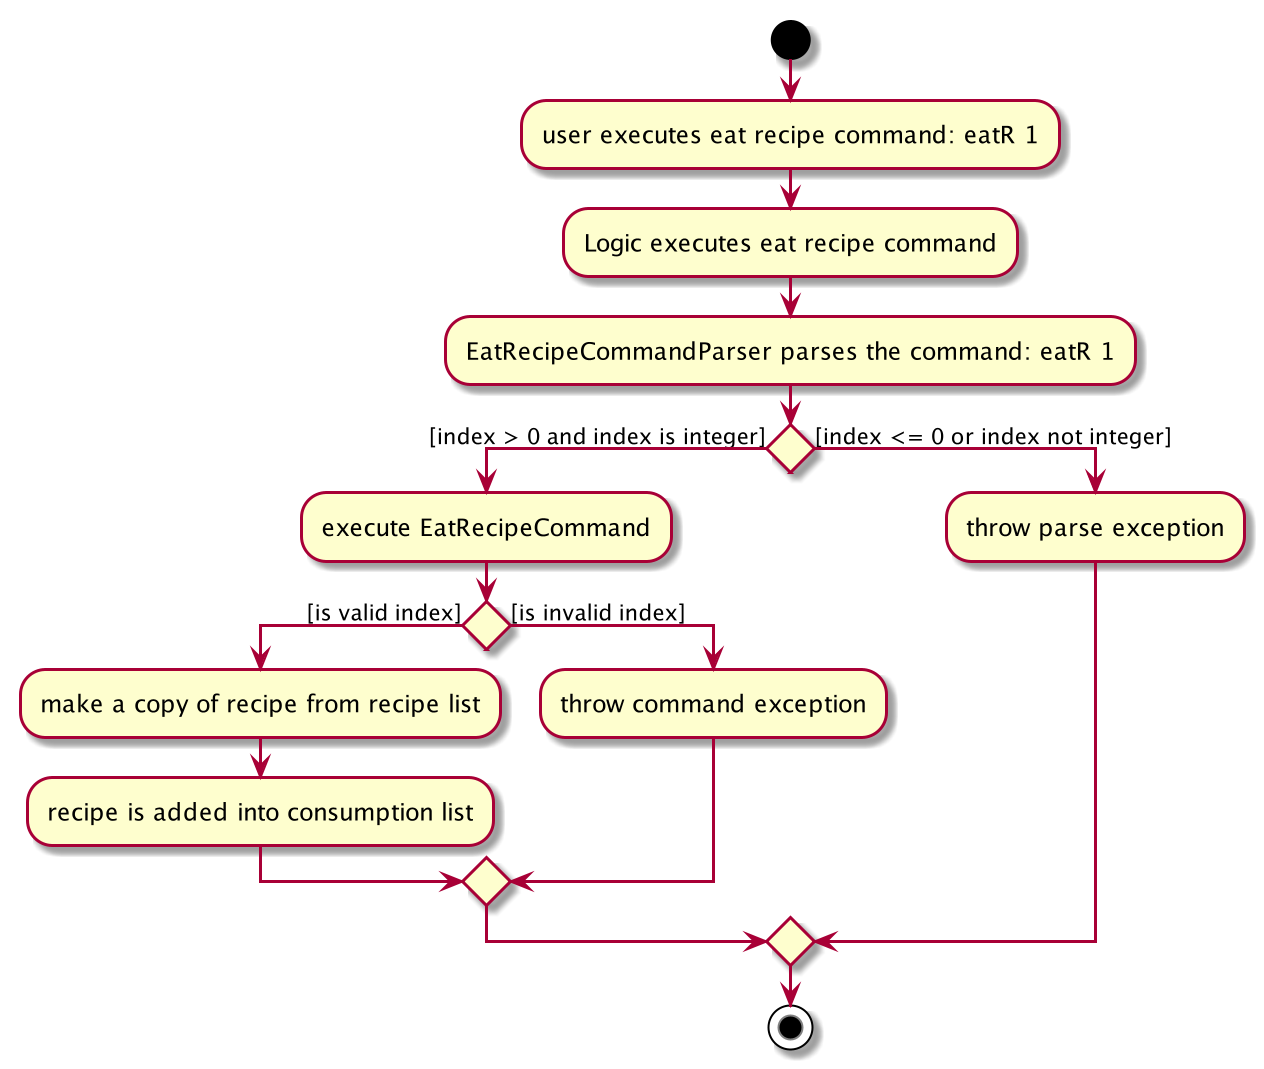 user executes eat recipe command: eatR 1
Logic executes eat recipe command
EatRecipeCommandParser parses the command: eatR 1
[index > 0 and index is integer]
[index <= 0 or index not integer]
execute EatRecipeCommand
throw parse exception
[is valid index]
[is invalid index]
make a copy of recipe from recipe list
throw command exception
recipe is added into consumption list